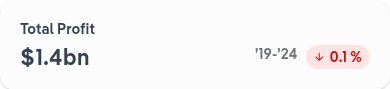 Total Profit
$1.4bn
'19-'24 ↓ 0.1 %